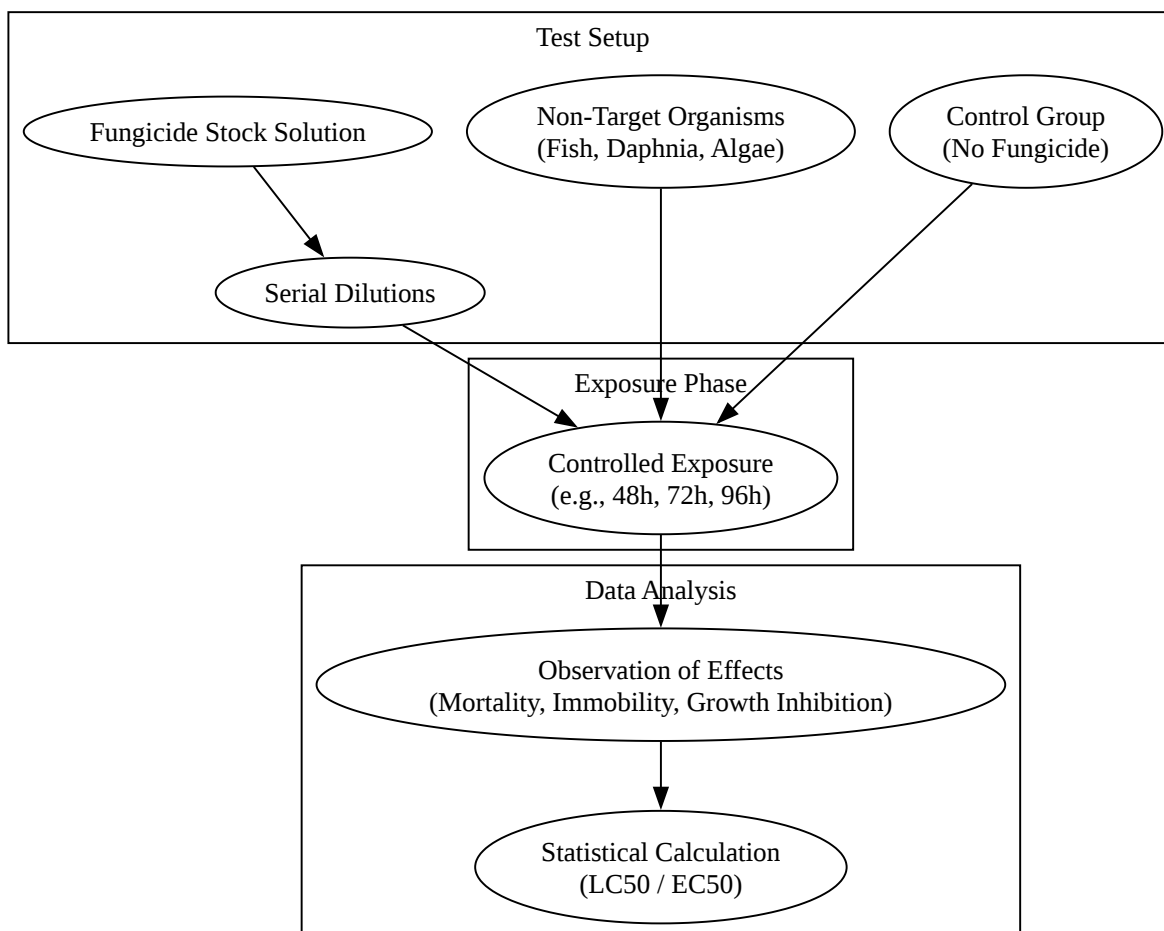 Test Setup
Fungicide Stock Solution
Non-Target Organisms
(Fish, Daphnia, Algae)
Control Group
(No Fungicide)
Serial Dilutions
Exposure Phase
Controlled Exposure
(e.g., 48h, 72h, 96h)
Data Analysis
Observation of Effects
(Mortality, Immobility, Growth Inhibition)
Statistical Calculation
(LC50 / EC50)